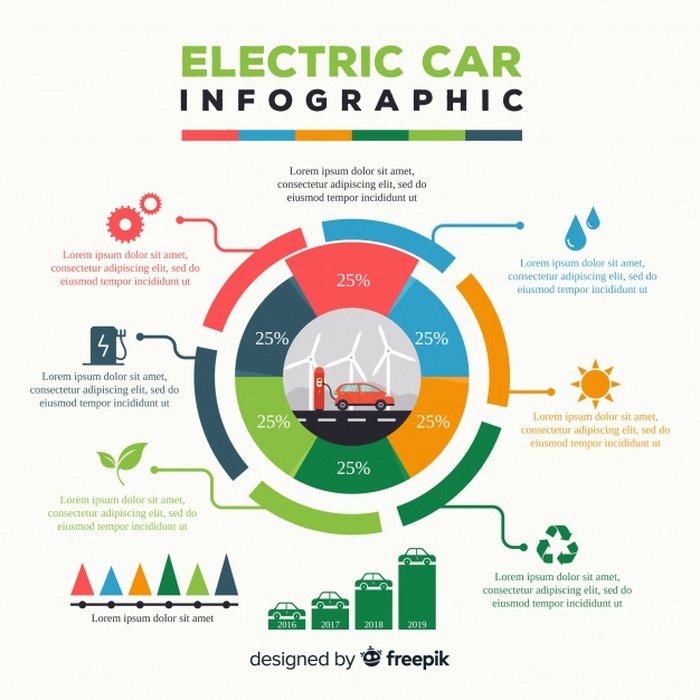 ELECTRIC CAR
INFOGRAPHIC
Lorem ipsum dolor sit amet,
consectetur adipiscing elit, sed do
eiusmod tempor incididunt ut
Lorem ipsum dolor sit amet,
consectetur adipiscing elit, sed do
eiusmod tempor incididunt ut
Lorem ipsum dolor sit amet,
consectetur adipiscing elit, sed do
eiusmod tempor incididunt ut
25%
25%
25%
Lorem ipsum dolor sit amet,
consectetur adipiscing elit, sed do
eiusmod tempor incididunt ut
25%
25%
Lorem ipsum dolor sit amet,
consectetur adipiscing elit, sed do
eiusmod tempor incididunt ut
25%
Lorem ipsum dolor sit amet,
consectetur adipiscing elit, sed do
eiusmod tempor incididunt ut
Lorem ipsum dolor sit amet,
consectetur adipiscing elit, sed do
eiusmod tempor incididunt ut
Lorem ipsum dolor sit amet
2016 2017 2018 2019
designed by freepik